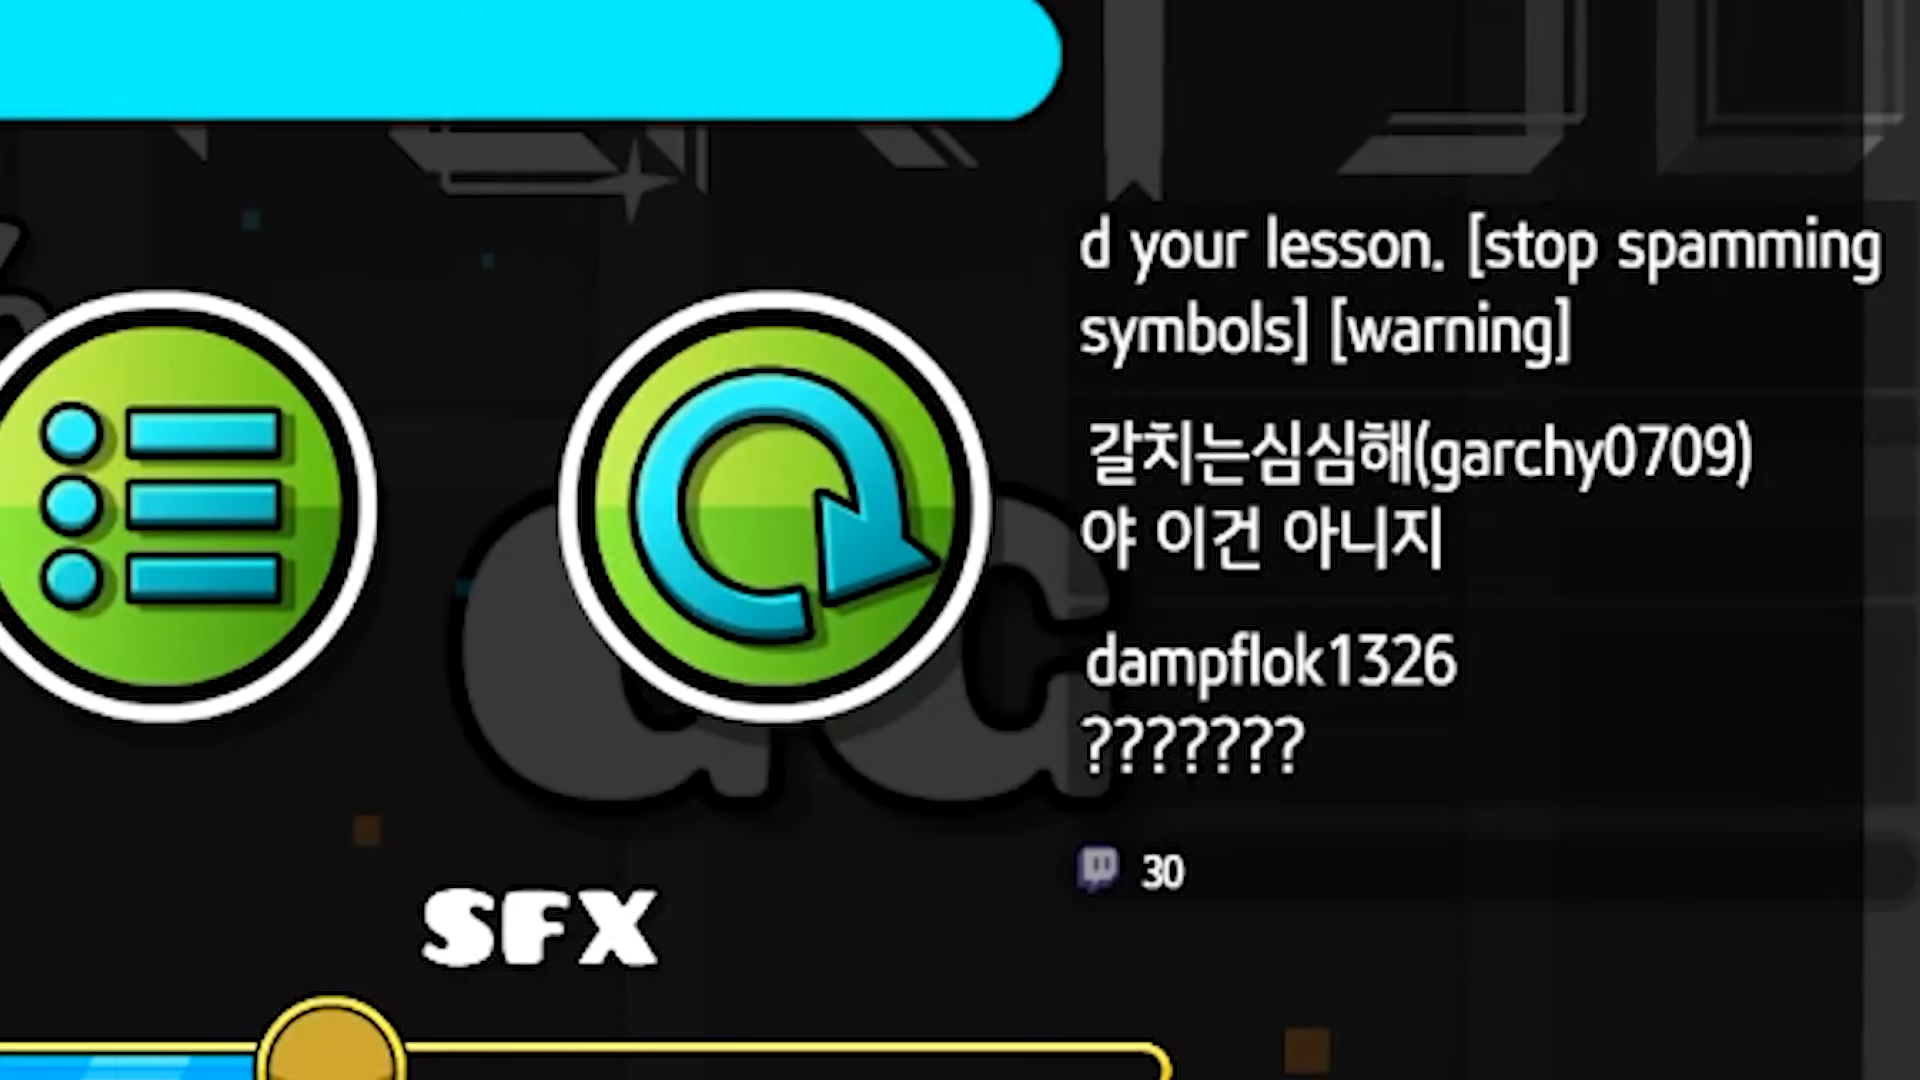 d your lesson. [stop spamming
symbols] [warning]
갈치는심심해(garchy0709)
야 이건 아니지
dampflok1326
???????
30
SFX